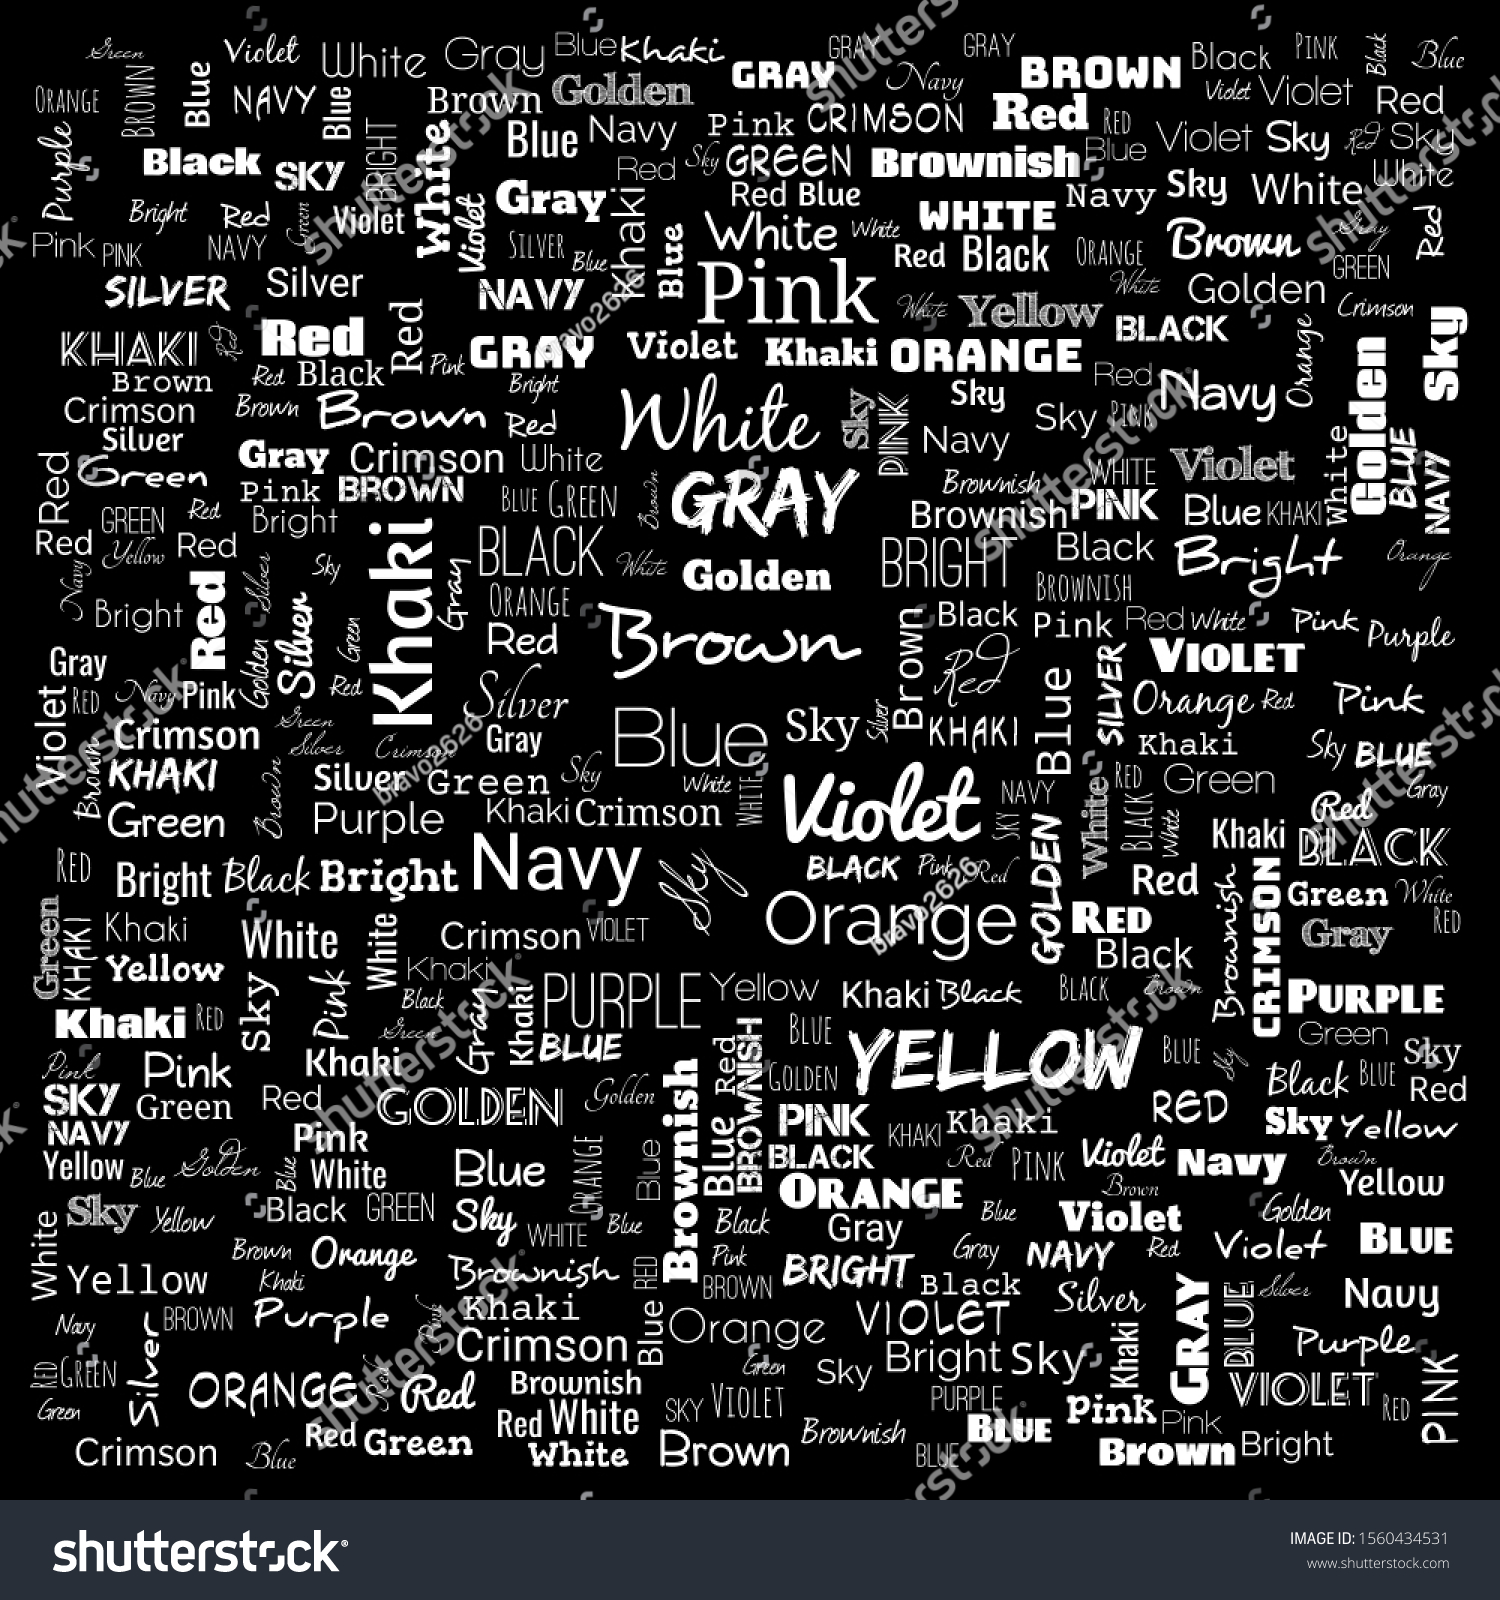 Green Violet White Gray Blue Khaki GRAY GRAY Black PINK Black Blue
ORANGE BROWN Blue NAVY Blue Brown Golden GRAY Navy BROWN Violet Violet Red
Purple Black SKY BRIGHT White Blue Navy Pink CRIMSON Red RED Violet Sky Red Sky
Red Sky GREEN Brownish Blue White
Bright Red Green Violet Violet Gray Khaki Red Blue WHITE Navy Sky White
Pink PINK NAVY SILVER Blue Blue White White Red Black ORANGE Brown Gray Red
SILVER Silver NAVY Pink White Yellow White Golden GREEN Crimson
KHAKI Red Red Red Pink GRAY Violet Khaki ORANGE BLACK Orange Golden Sky
Brown Red Black Bright White Sky Red Navy
Crimson Brown Brown Red Sky PINK Sky PINK
Silver Gray Crimson White Navy WHITE Violet White BLUE NAVY
Red Green Pink BROWN BLUE GREEN Brown GRAY Brownish PINK Blue KHAKI
GREEN Red Bright Khaki BLACK Brownish Black Bright Orange
Red Yellow Red Sky Gray White Golden BRIGHT BROWNISH
Navy Bright Red Silver ORANGE Brown Brown Black Pink Red White Pink Purple
Gray Golden Silver Green Red Red VIOLET
Violet RED Navy Pink Red Silver Red Blue SILVER Orange Red Pink
Crimson Green Silver Crimson Gray Blue Sky Silver KHAKI Khaki Sky BLUE
Brown KHAKI Brown Silver Green Sky White WHITE Violet NAVY White RED Green Gray
Green Purple Khaki Crimson SKY GOLDEN BLACK White Khaki Red BLACK
RED Bright Black Bright Navy Sky BLACK Pink Red Red Brownish CRIMSON Green White
Green KHAKI Khaki White White Crimson VIOLET Orange RED Gray RED
Yellow Sky Pink Khaki PURPLE Yellow Khaki Black Black BLACK Brown PURPLE
Khaki RED Black Green Gray Khaki BLUE BLUE YELLOW BLUE Sky Green
Pink Pink Khaki Brownish Red BROWNISH GOLDEN Black BLUE Sky
SKY Green Red GOLDEN Golden PINK Khaki RED Red
NAVY Pink KHAKI Sky Yellow
Yellow Blue Golden Blue White Blue ORANGE Blue Blue BLACK Red PINK Violet Navy Brown
Sky Yellow Black GREEN Sky WHITE Blue Black ORANGE Blue Brown Violet Golden Yellow
White Brown Orange Gray Gray NAVY Red Violet BLUE
Yellow Khaki Brownish RED Pink BROWN BRIGHT Black Silver GRAY BLUE Silver Navy
Navy Silver BROWN Purple Pink Khaki Blue Orange VIOLET Khaki Purple
RED GREEN Crimson Green Sky Bright Sky PINK
Green ORANGE Red Red Brownish SKY VIOLET PURPLE Pink VIOLET RED
Red Green Red White Brownish BLUE Pink
Crimson Blue White Brown BLUE Brown Bright
shutterstock
bravo2626
shutterstock
IMAGE ID: 1560434531
www.shutterstock.com